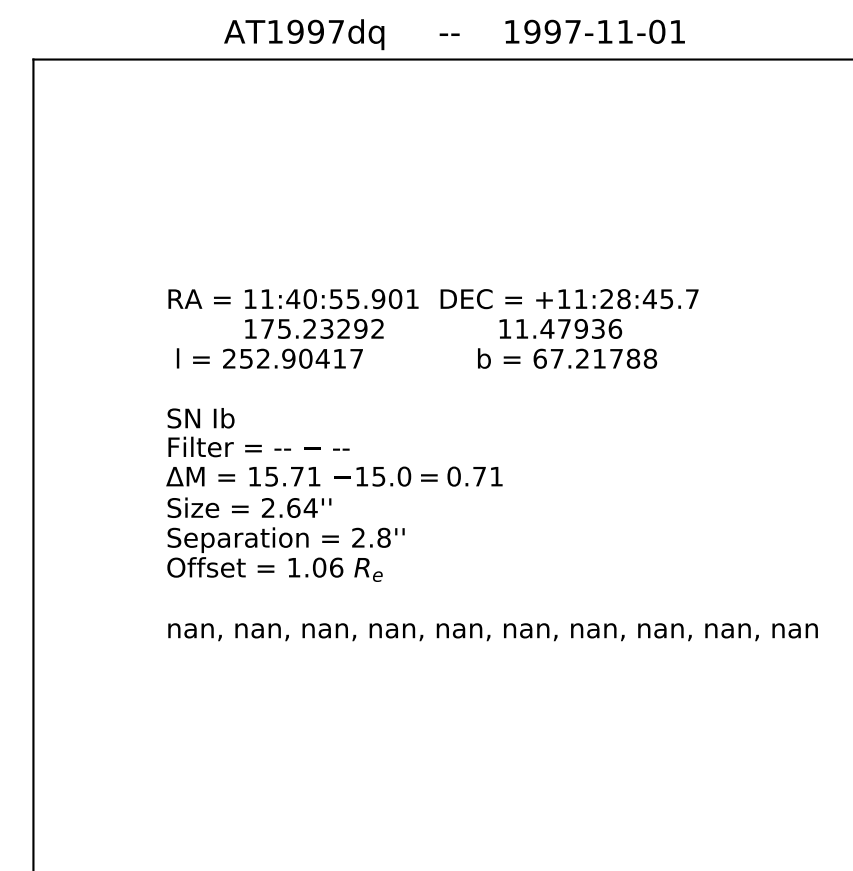 AT1997dq -- 1997-11-01
RA = 11:40:55.901 DEC = +11:28:45.7
175.23292 11.47936
l = 252.90417 b = 67.21788
SN Ib
Filter = -- − --
ΔM = 15.71 −15.0 = 0.71
Size = 2.64''
Separation = 2.8''
Offset = 1.06 Rₑ
nan, nan, nan, nan, nan, nan, nan, nan, nan, nan